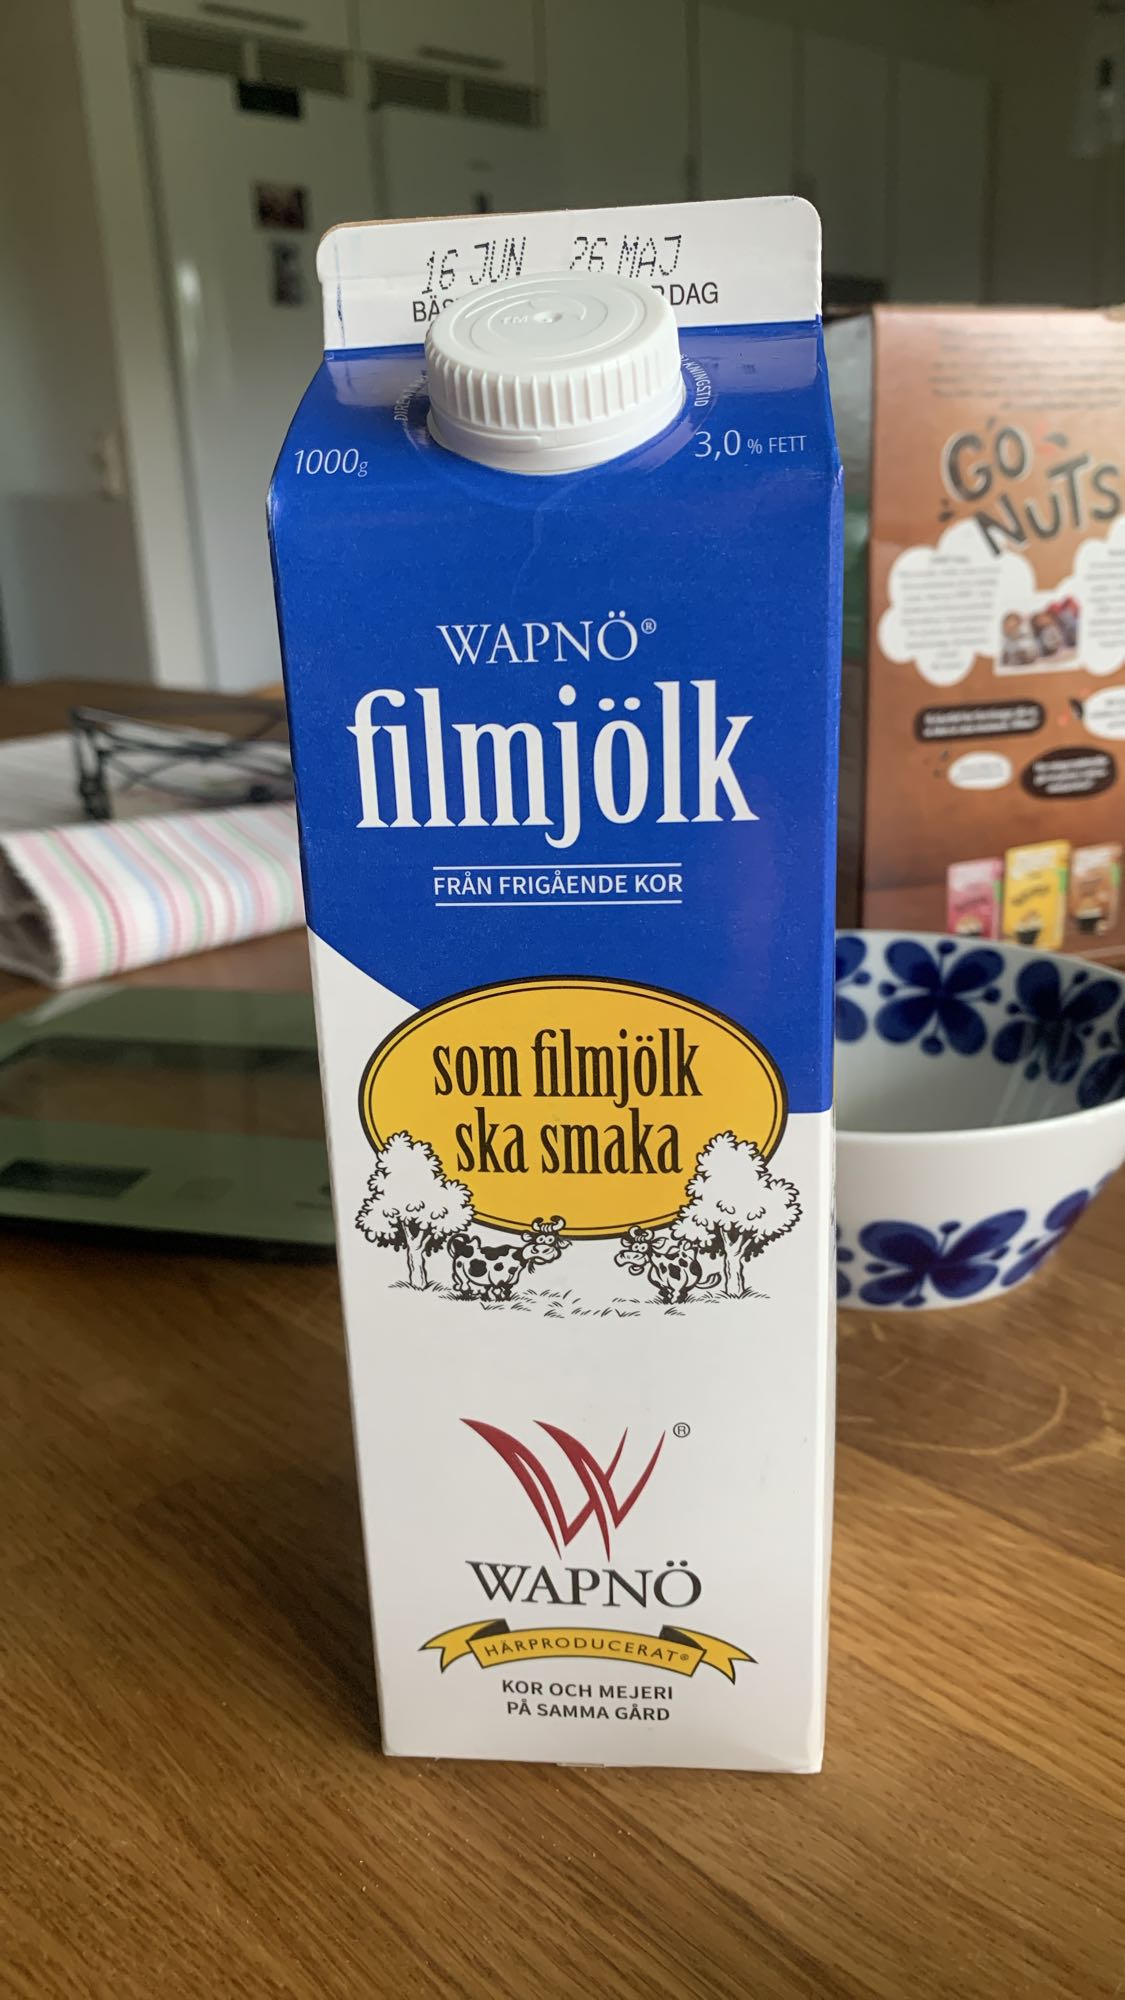 16 JUN 26 MAJ
DAG
1000g
3,0 % FETT
WAPNÖ®
filmjölk
FRÅN FRIGÅENDE KOR
som filmjölk
ska smaka
®
WAPNÖ
HÄRPRODUCERAT®
KOR OCH MEJERI
PÅ SAMMA GÅRD
GO
NUTS